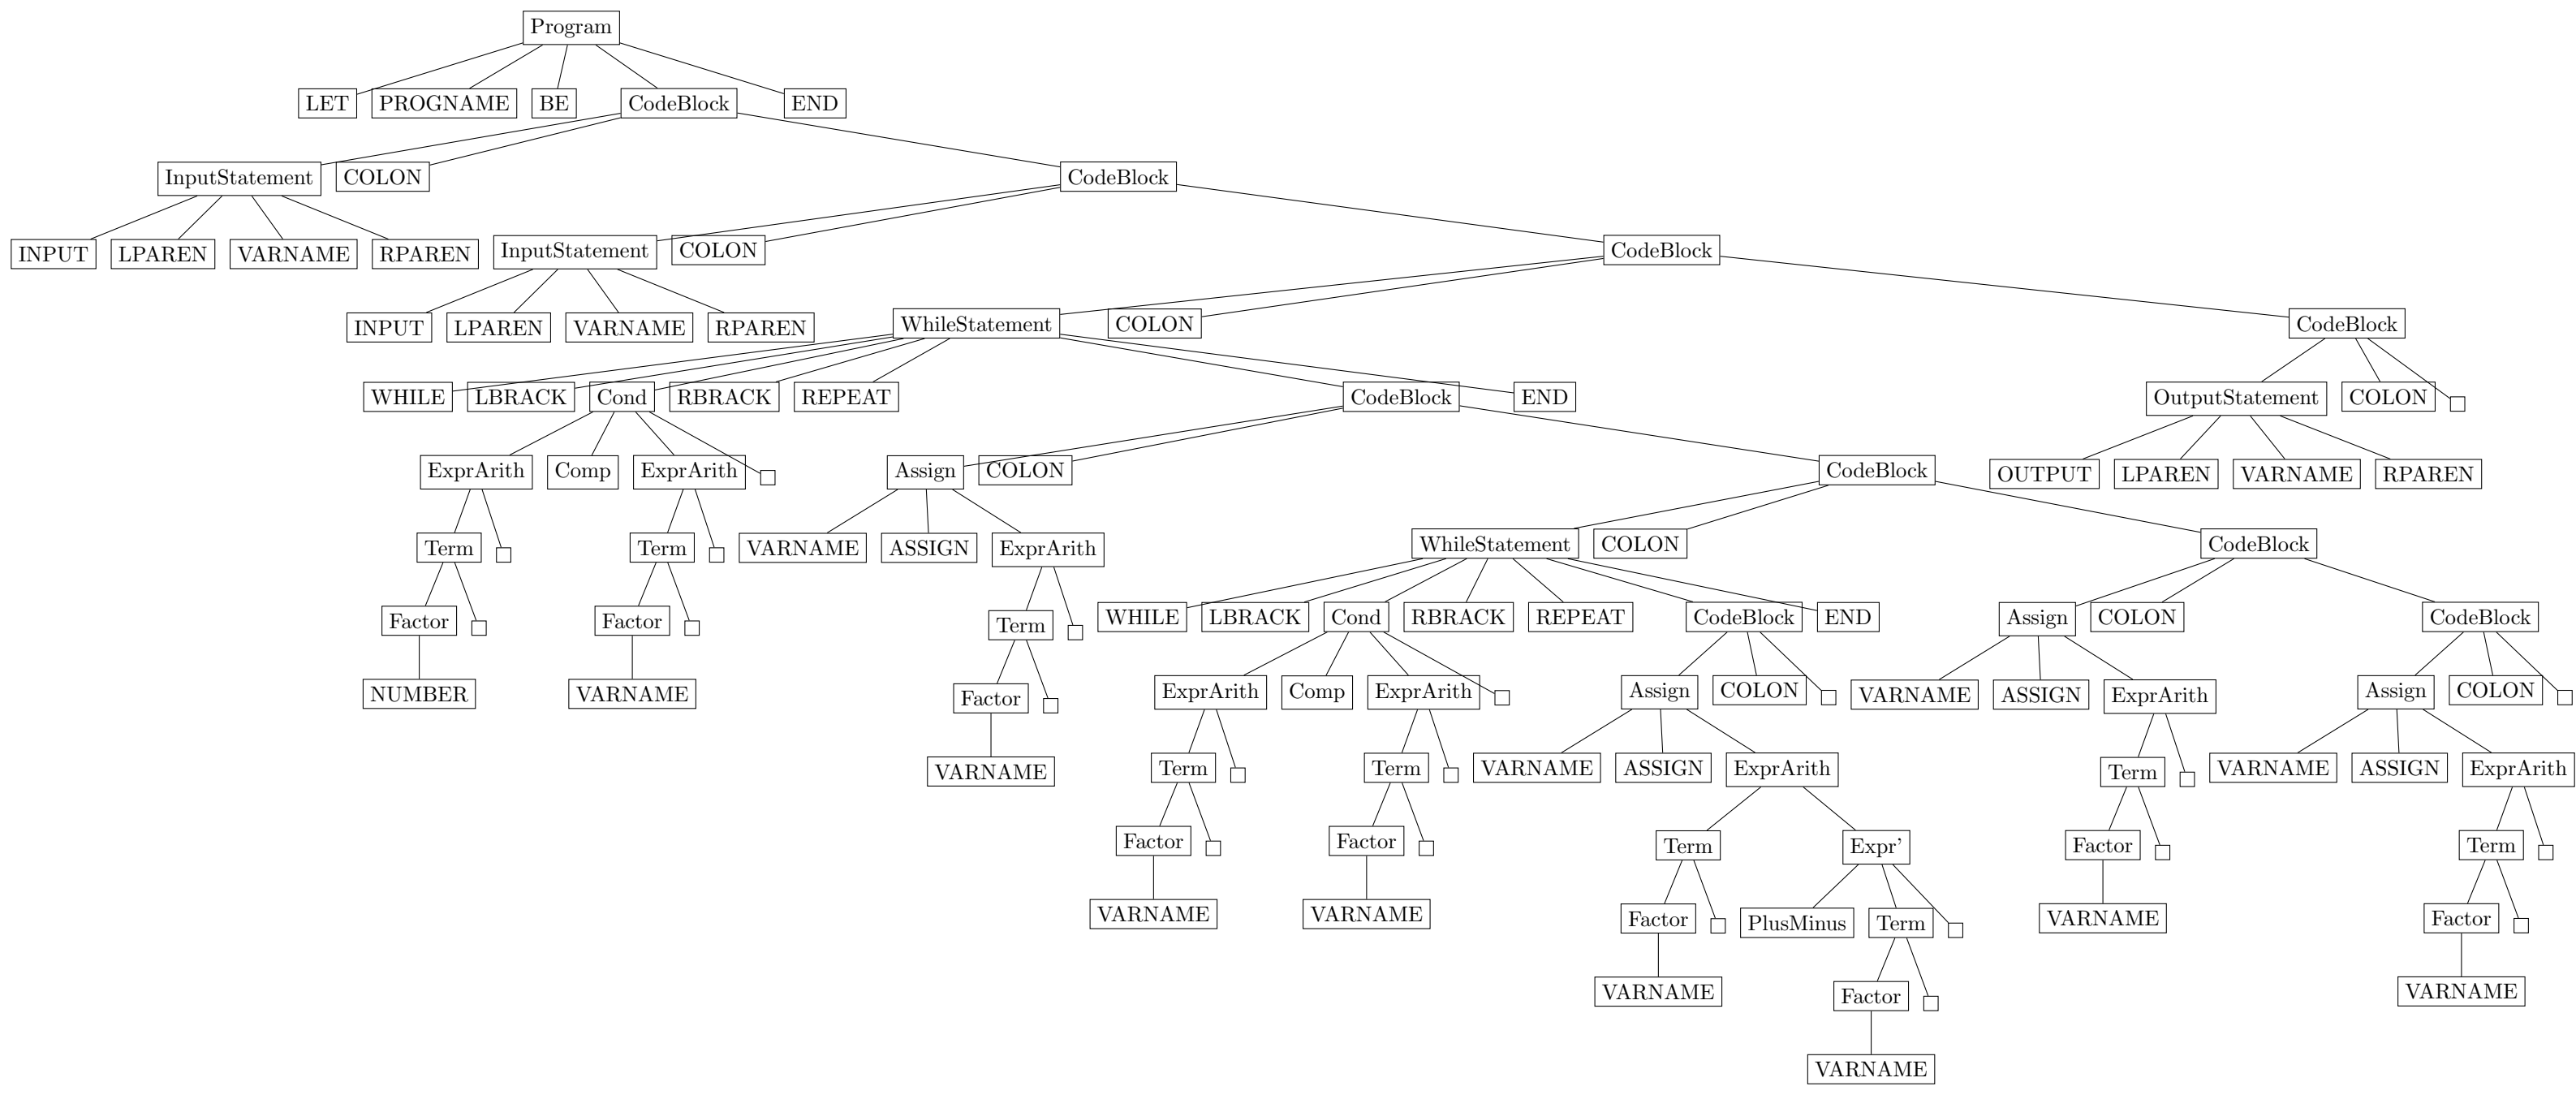 Program
LET PROGNAME BE CodeBlock END
InputStatement COLON CodeBlock
INPUT LPAREN VARNAME RPAREN InputStatement COLON CodeBlock
INPUT LPAREN VARNAME RPAREN WhileStatement COLON CodeBlock
WHILE LBRACK Cond RBRACK REPEAT CodeBlock END OutputStatement COLON
ExprArith Comp ExprArith Assign COLON CodeBlock OUTPUT LPAREN VARNAME RPAREN
Term Term VARNAME ASSIGN ExprArith WhileStatement COLON CodeBlock
Factor Factor Term WHILE LBRACK Cond RBRACK REPEAT CodeBlock END Assign COLON CodeBlock
NUMBER VARNAME Factor ExprArith Comp ExprArith Assign COLON VARNAME ASSIGN ExprArith Assign COLON
VARNAME Term Term VARNAME ASSIGN ExprArith Term VARNAME ASSIGN ExprArith
Factor Factor Term Expr' Factor Term
VARNAME VARNAME Factor PlusMinus Term VARNAME Factor
VARNAME Factor VARNAME
VARNAME